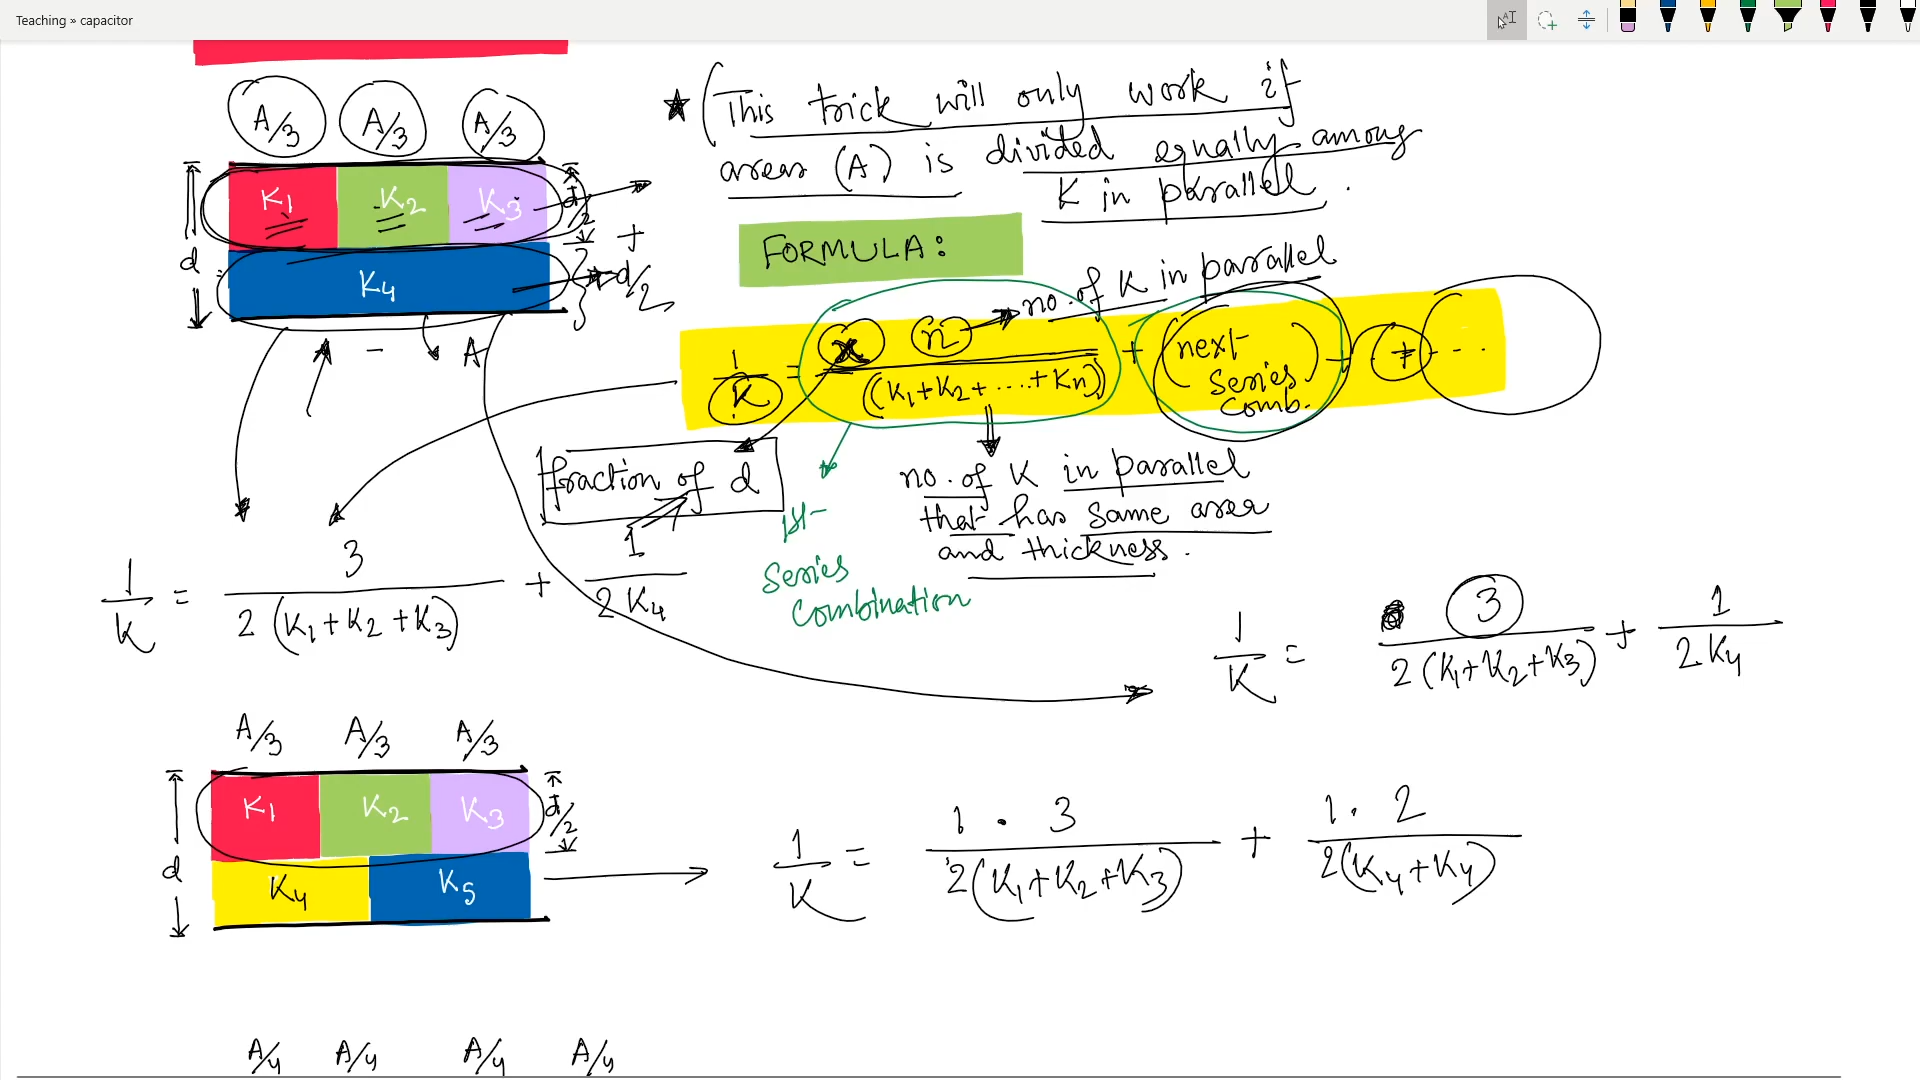 Teaching » capacitor
A/3 A/3 A/3
★ (This trick will only work if
areas (A) is divided equally among
K in parallel.
K1 K2 K3
d/2
+
d
K4
d/2
A - A
FORMULA:
no. of K in parallel
1/K = x n / (K1+K2+....+Kn) + (next Series Comb.) + ...
fraction of d
1st
Series
Combination
no. of K in parallel
that has same area
and thickness.
1/K = 3 / 2(K1+K2+K3) + 1 / 2K4
1/K = 3 / 2(K1+K2+K3) + 1 / 2K4
A/3 A/3 A/3
K1 K2 K3
d/2
d
K4 K5
1/K = 1 . 3 / 2(K1+K2+K3) + 1 . 2 / 2(K4+K4)
A/4 A/4 A/4 A/4